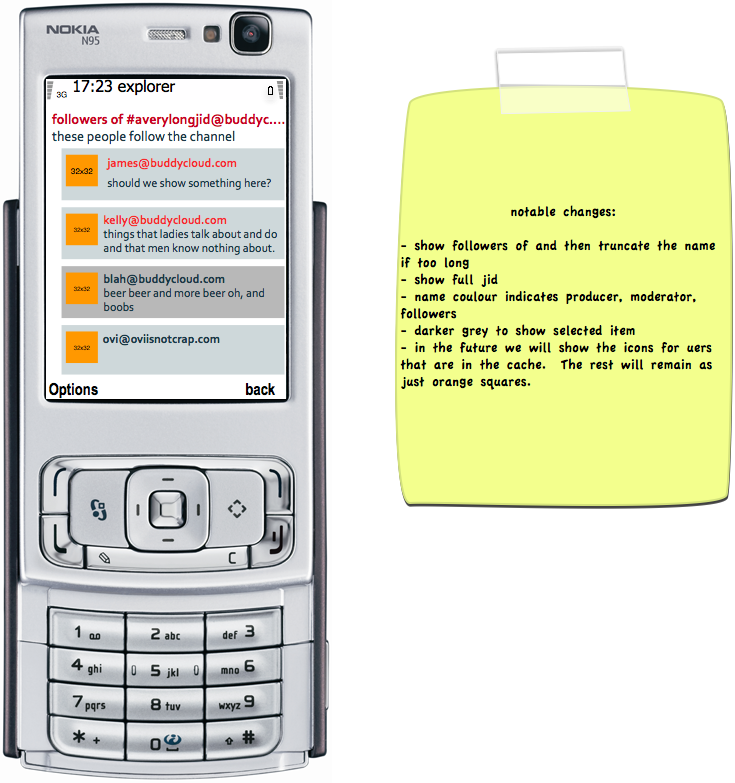 NOKIA
N95
3G 17:23 explorer
followers of #averylongjid@buddyc....
these people follow the channel
32x32
james@buddycloud.com
should we show something here?
32x32
kelly@buddycloud.com
things that ladies talk about and do
and that men know nothing about.
32x32
blah@buddycloud.com
beer beer and more beer oh, and
boobs
32x32
ovi@oviisnotcrap.com
Options back
C
1 2 abc def 3
4 ghi 5 jkl mno 6
7 pqrs 8 tuv wxyz 9
* + 0 #
notable changes:
- show followers of and then truncate the name
if too long
- show full jid
- name coulour indicates producer, moderator,
followers
- darker grey to show selected item
- in the future we will show the icons for uers
that are in the cache. The rest will remain as
just orange squares.